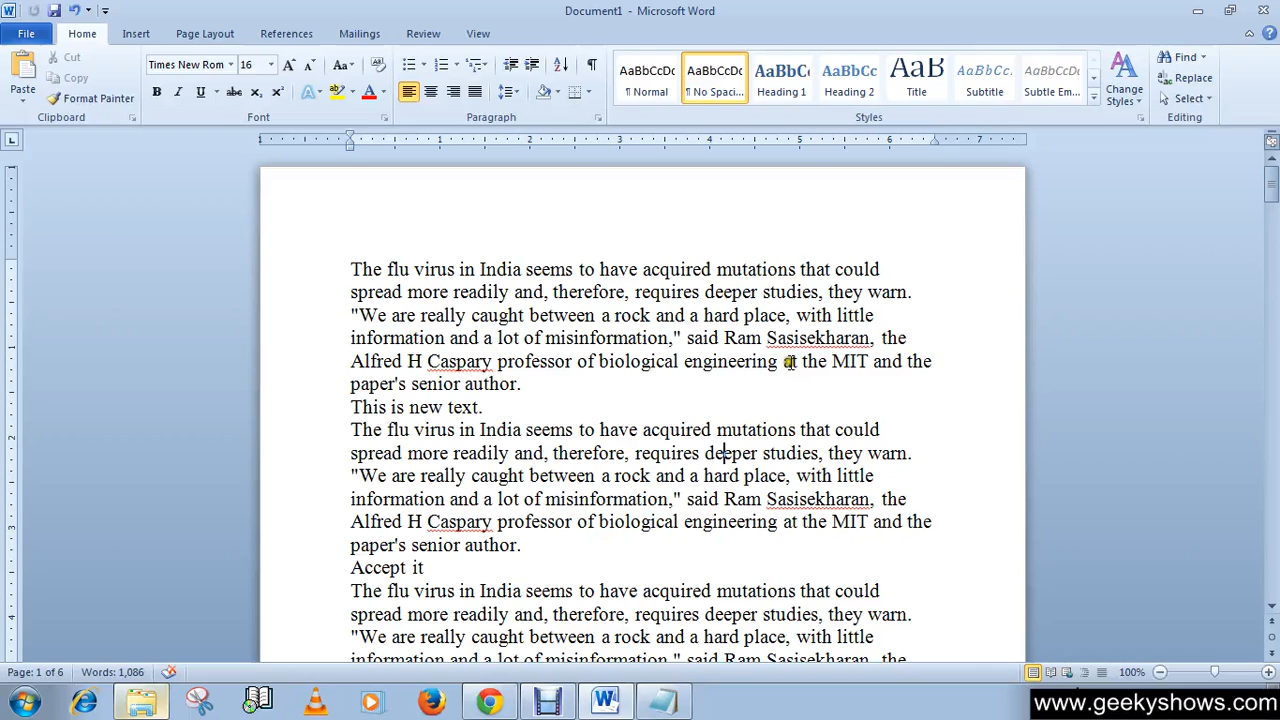 Document1 - Microsoft Word
File Home Insert Page Layout References Mailings Review View
Paste
Cut
Copy
Format Painter
Clipboard
Times New Rom 16
Font
Paragraph
AaBbCcDc AaBbCcDc AaBbC AaBbCc AaB AaBbCcI AaBbCcDc
¶ Normal ¶ No Spaci... Heading 1 Heading 2 Title Subtitle Subtle Em...
Styles
Change
Styles
Find
Replace
Select
Editing
The flu virus in India seems to have acquired mutations that could
spread more readily and, therefore, requires deeper studies, they warn.
"We are really caught between a rock and a hard place, with little
information and a lot of misinformation," said Ram Sasisekharan, the
Alfred H Caspary professor of biological engineering at the MIT and the
paper's senior author.
This is new text.
The flu virus in India seems to have acquired mutations that could
spread more readily and, therefore, requires deeper studies, they warn.
"We are really caught between a rock and a hard place, with little
information and a lot of misinformation," said Ram Sasisekharan, the
Alfred H Caspary professor of biological engineering at the MIT and the
paper's senior author.
Accept it
The flu virus in India seems to have acquired mutations that could
spread more readily and, therefore, requires deeper studies, they warn.
"We are really caught between a rock and a hard place, with little
information and a lot of misinformation," said Ram Sasisekharan, the
Page: 1 of 6 Words: 1,086 100%
www.geekyshows.com